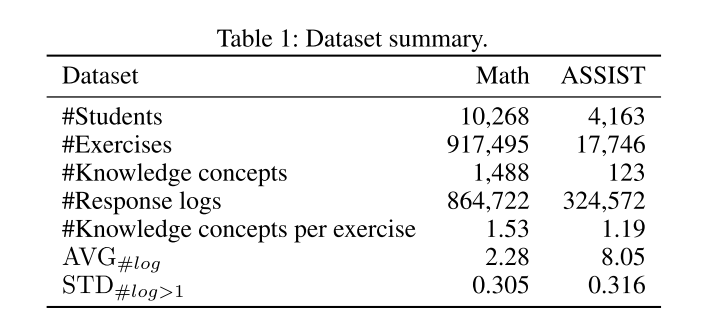 Table 1: Dataset summary.
Dataset Math ASSIST
#Students 10,268 4,163
#Exercises 917,495 17,746
#Knowledge concepts 1,488 123
#Response logs 864,722 324,572
#Knowledge concepts per exercise 1.53 1.19
AVG#log 2.28 8.05
STD#log>1 0.305 0.316